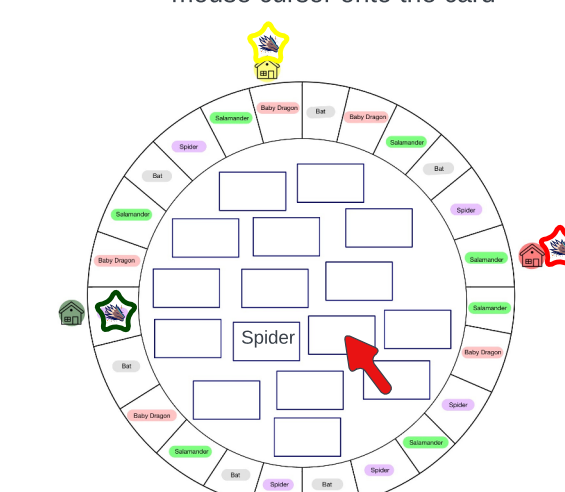 mouse cursor onto the card
Baby Dragon
Bat
Baby Dragon
Salamander
Bat
Spider
Salamander
Salamander
Baby Dragon
Spider
Salamander
Spider
Bat
Spider
Bat
Salamander
Baby Dragon
Bat
Baby Dragon
Salamander
Bat
Spider
Salamander
Spider